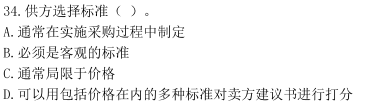 34.供方选择标准（ ）。
A.通常在实施采购过程中制定
B.必须是客观的标准
C.通常局限于价格
D.可以用包括价格在内的多种标准对卖方建议书进行打分